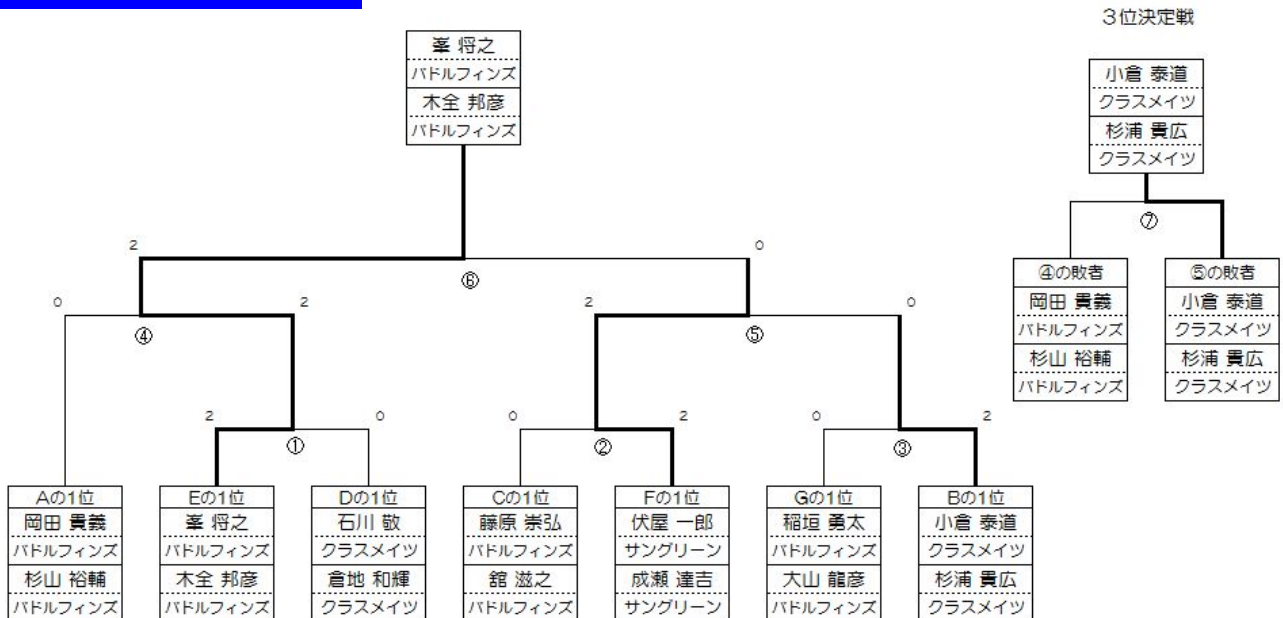 3位決定戦
峯 将之
バドルフィンズ
木全 邦彦
バドルフィンズ
小倉 泰道
クラスメイツ
杉浦 貴広
クラスメイツ
⑦
2
0
⑥
④の敗者
岡田 貴義
バドルフィンズ
杉山 裕輔
バドルフィンズ
⑤の敗者
小倉 泰道
クラスメイツ
杉浦 貴広
クラスメイツ
0
2
④
2
0
⑤
2
0
①
0
2
②
0
2
③
Aの1位
岡田 貴義
バドルフィンズ
杉山 裕輔
バドルフィンズ
Eの1位
峯 将之
バドルフィンズ
木全 邦彦
バドルフィンズ
Dの1位
石川 敬
クラスメイツ
倉地 和輝
クラスメイツ
Cの1位
藤原 崇弘
バドルフィンズ
舘 滋之
バドルフィンズ
Fの1位
伏屋 一郎
サングリーン
成瀬 達吉
サングリーン
Gの1位
稲垣 勇太
バドルフィンズ
大山 龍彦
バドルフィンズ
Bの1位
小倉 泰道
クラスメイツ
杉浦 貴広
クラスメイツ